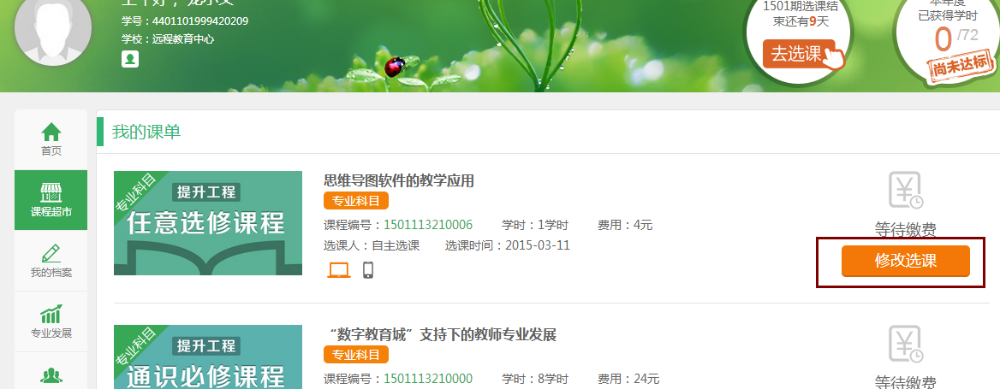 学号：4401101999420209
学校：远程教育中心
1501期选课结
束还有9天
去选课
本年度
已获得学时
0 /72
尚未达标
首页
课程超市
我的档案
专业发展
我的课单
专业科目
提升工程
任意选修课程
思维导图软件的教学应用
专业科目
课程编号：1501113210006 学时：1学时 费用：4元
选课人：自主选课 选课时间：2015-03-11
等待缴费
修改选课
专业科目
提升工程
通识必修课程
“数字教育城”支持下的教师专业发展
专业科目
课程编号：1501113210000 学时：8学时 费用：24元
等待缴费